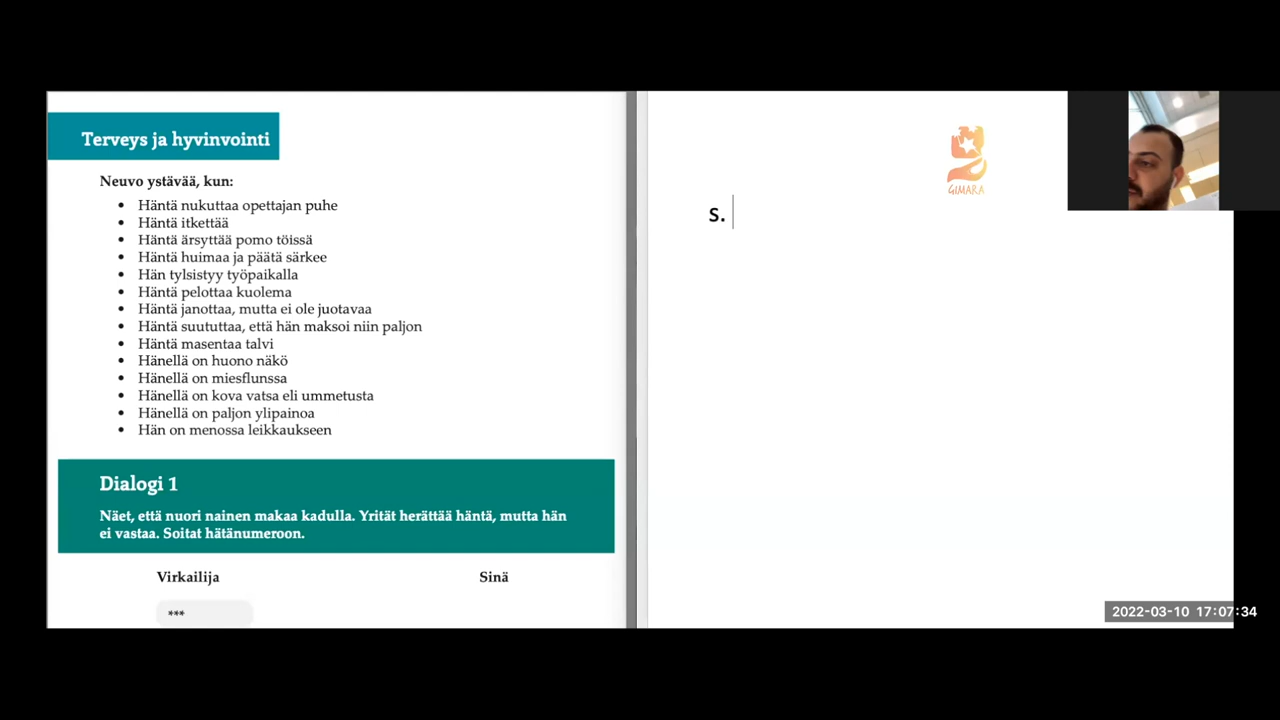 Terveys ja hyvinvointi
Neuvo ystävää, kun:
• Häntä nukuttaa opettajan puhe
• Häntä itkettää
• Häntä ärsyttää pomo töissä
• Häntä huimaa ja päätä särkee
• Hän tylsistyy työpaikalla
• Häntä pelottaa kuolema
• Häntä janottaa, mutta ei ole juotavaa
• Häntä suututtaa, että hän maksoi niin paljon
• Häntä masentaa talvi
• Hänellä on huono näkö
• Hänellä on miesflunssa
• Hänellä on kova vatsa eli ummetusta
• Hänellä on paljon ylipainoa
• Hän on menossa leikkaukseen
Dialogi 1
Näet, että nuori nainen makaa kadulla. Yrität herättää häntä, mutta hän
ei vastaa. Soitat hätänumeroon.
Virkailija Sinä
***
GIMARA
S.
2022-03-10 17:07:34